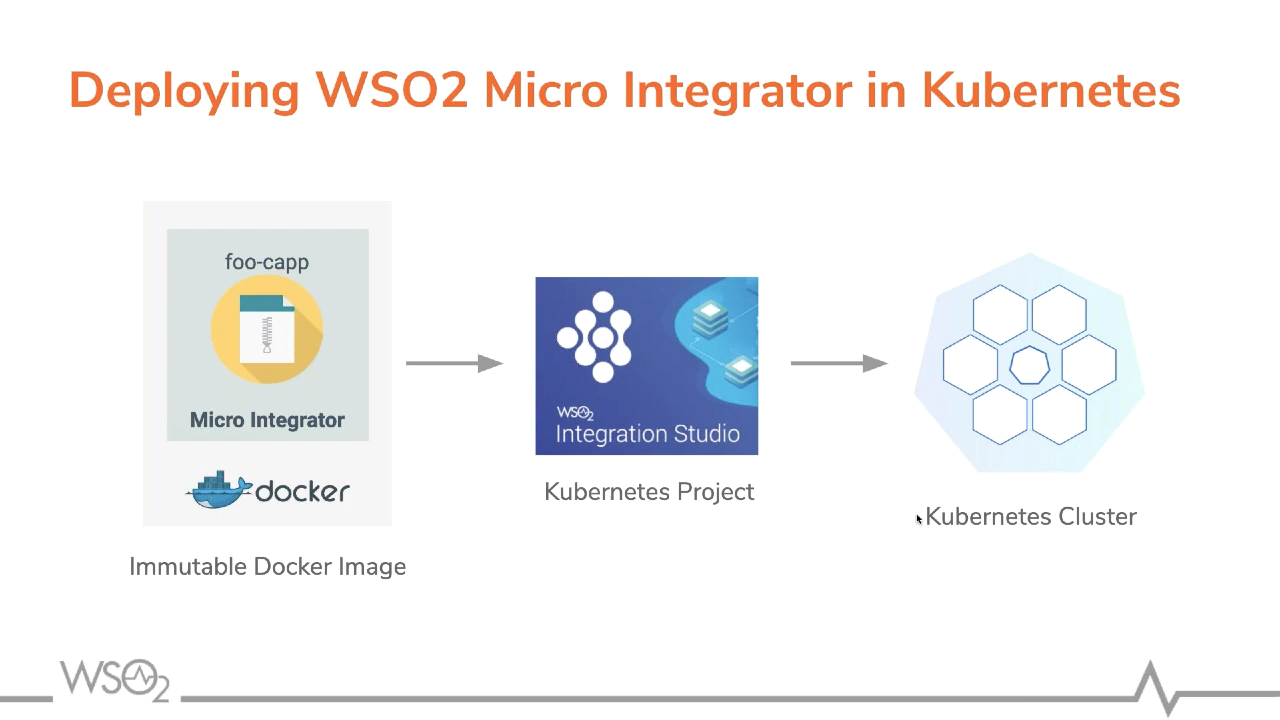 Deploying WSO2 Micro Integrator in Kubernetes
foo-capp
Micro Integrator
docker
Immutable Docker Image
WSO2
Integration Studio
Kubernetes Project
Kubernetes Cluster
WSO2